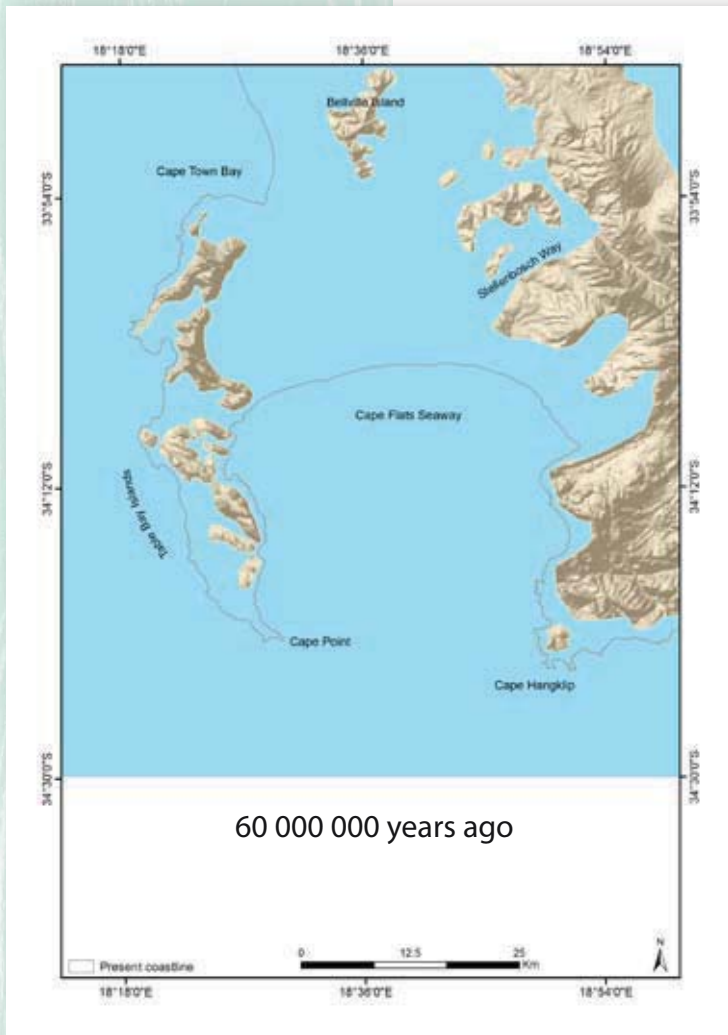 18°18'0"E 18°36'0"E 18°54'0"E
Bellville Island
Cape Town Bay
33°54'0"S 33°54'0"S
Stellenbosch Way
Cape Flats Seaway
34°12'0"S 34°12'0"S
Table Bay Islands
Cape Point
Cape Hangklip
34°30'0"S 34°30'0"S
60 000 000 years ago
N
0 12.5 25
Km
Present coastline
18°18'0"E 18°36'0"E 18°54'0"E